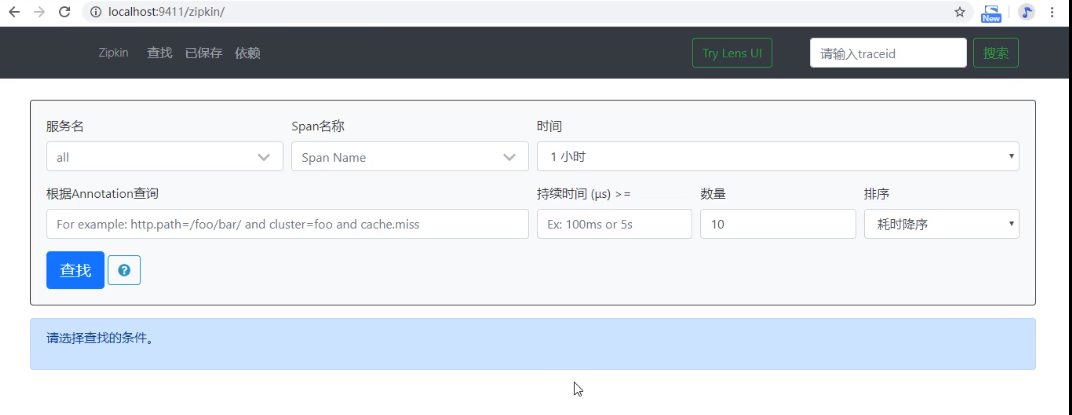 localhost:9411/zipkin/
New
Zipkin 查找 已保存 依赖 Try Lens UI 请输入traceid 搜索
服务名 Span名称 时间
all Span Name 1 小时
根据Annotation查询 持续时间 (μs) >= 数量 排序
For example: http.path=/foo/bar/ and cluster=foo and cache.miss Ex: 100ms or 5s 10 耗时降序
查找 ?
请选择查找的条件。